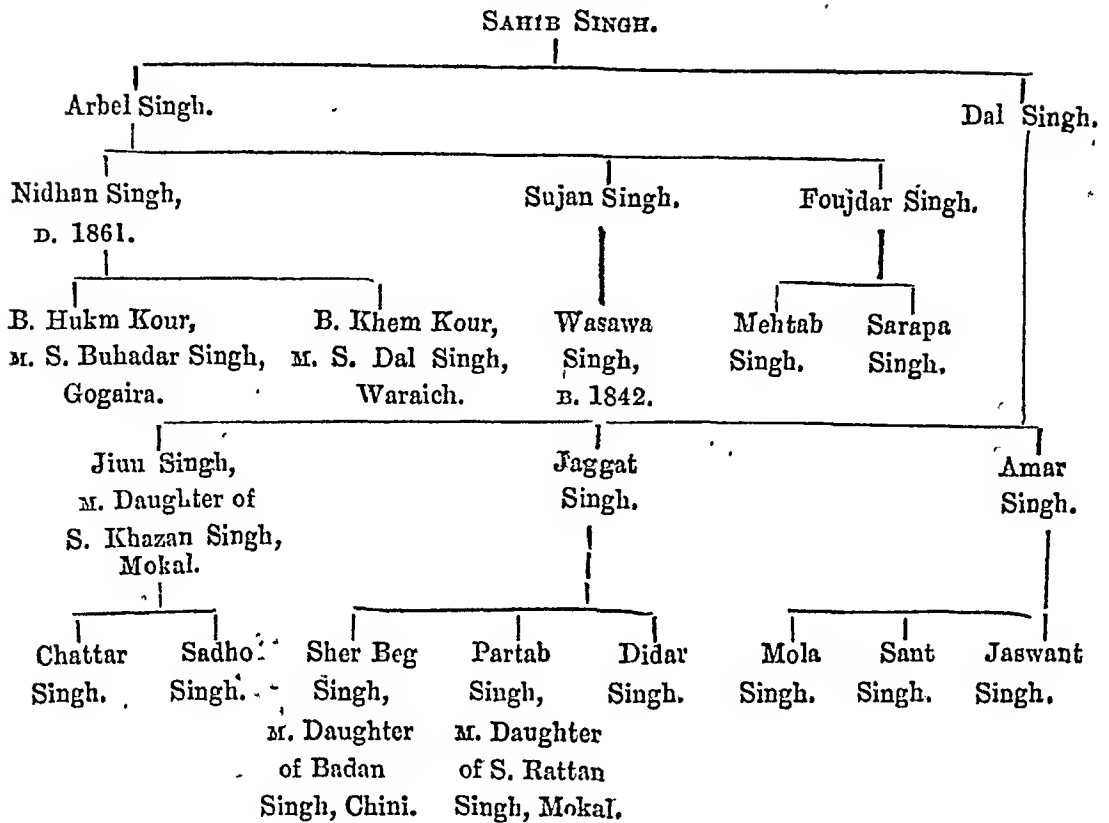 SAHIB SINGH.
Arbel Singh.
Dal Singh.
Nidhan Singh,
D. 1861.
Sujan Singh.
Foujdar Singh.
B. Hukm Kour,
M. S. Buhadar Singh,
Gogaira.
B. Khem Kour,
M. S. Dal Singh,
Waraich.
Wasawa
Singh,
B. 1842.
Mehtab
Singh.
Sarapa
Singh.
Singh,
M. Daughter of
S. Khazan Singh,
Mokal.
Jaggat
Singh.
Amar
Singh.
Chattar
Singh.
Sadho
Singh.
Sher Beg
Singh,
M. Daughter
of Badan
Singh, Chini.
Partab
Singh,
M. Daughter
of S. Rattan
Singh, Mokal.
Didar
Singh.
Mola
Singh.
Sant
Singh.
Jaswant
Singh.